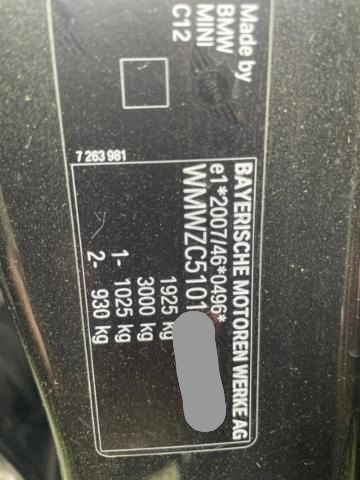 Made by
BMW
MINI
C12
7 263 981
BAYERISCHE MOTOREN WERKE AG
e1*2007/46*0496*
WMWZC5101
1925 kg
3000 kg
1- 1025 kg
2- 930 kg